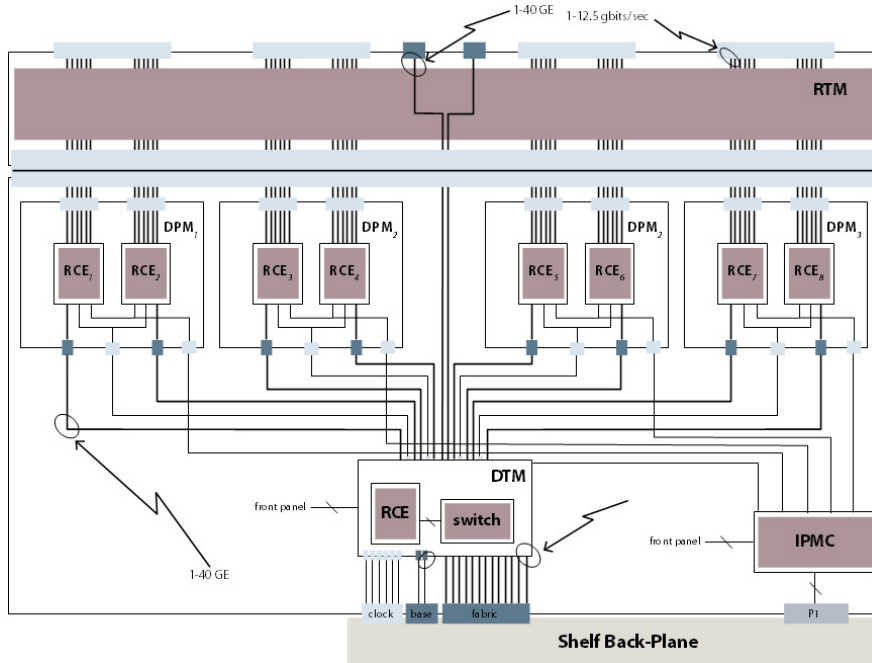 1-40 GE
1-12.5 gbits/sec
RTM
DPM1
DPM2
DPM2
DPM3
RCE1
RCE2
RCE3
RCE4
RCE5
RCE6
RCE7
RCE8
DTM
front panel
RCE
switch
front panel
IPMC
1-40 GE
clock
base
fabric
P1
Shelf Back-Plane